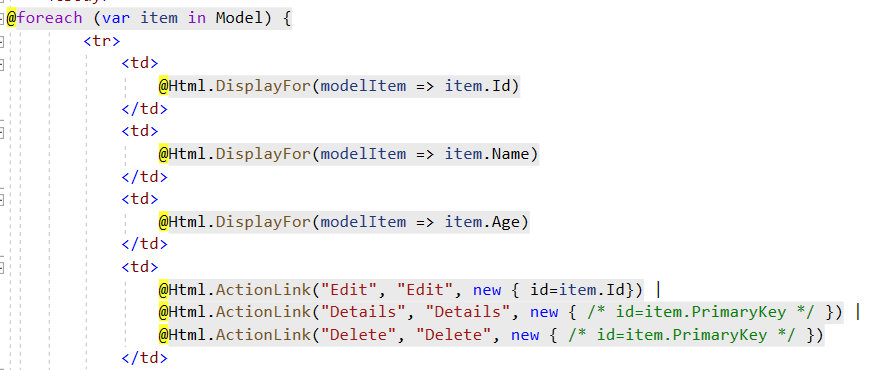 @foreach (var item in Model) {
<tr>
<td>
@Html.DisplayFor(modelItem => item.Id)
</td>
<td>
@Html.DisplayFor(modelItem => item.Name)
</td>
<td>
@Html.DisplayFor(modelItem => item.Age)
</td>
<td>
@Html.ActionLink("Edit", "Edit", new { id=item.Id}) |
@Html.ActionLink("Details", "Details", new { /* id=item.PrimaryKey */ }) |
@Html.ActionLink("Delete", "Delete", new { /* id=item.PrimaryKey */ })
</td>